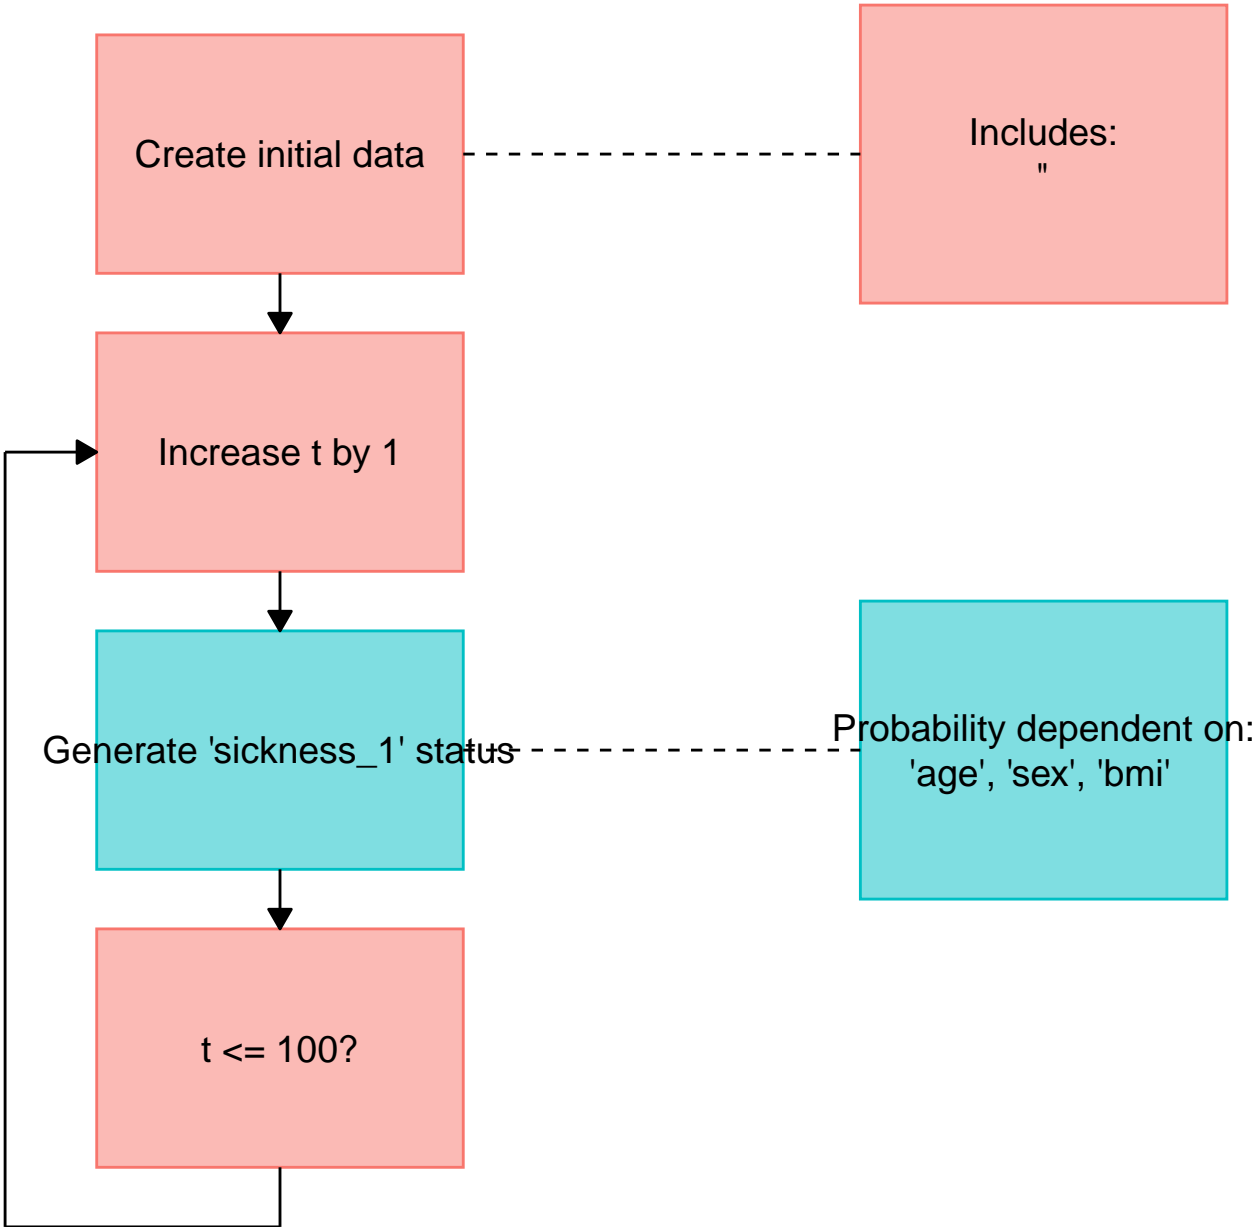 Create initial data
Includes:
''
Increase t by 1
Generate 'sickness_1' status
Probability dependent on:
'age', 'sex', 'bmi'
t <= 100?